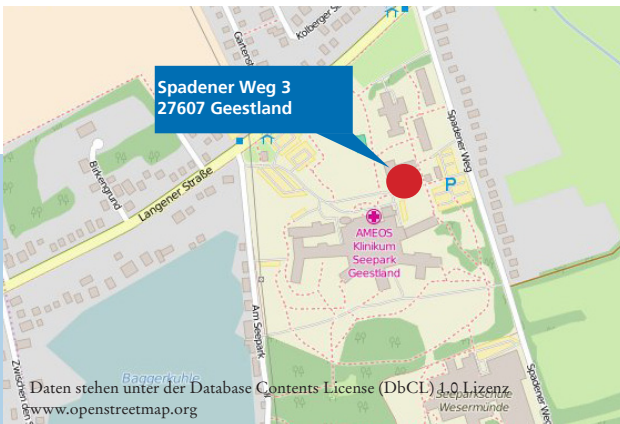 Kolberger S
Gartenst
Spadener Weg 3
27607 Geestland
Spadener Weg
Birkengrund
Langener Straße
P
AMEOS
Klinikum
Seepark
Geestland
Am Seepark
Zwischen den S
Baggerkuhle
Seeparkschule
Wesermünde
Spadener Weg
Daten stehen unter der Database Contents License (DbCL) 1.0 Lizenz
www.openstreetmap.org